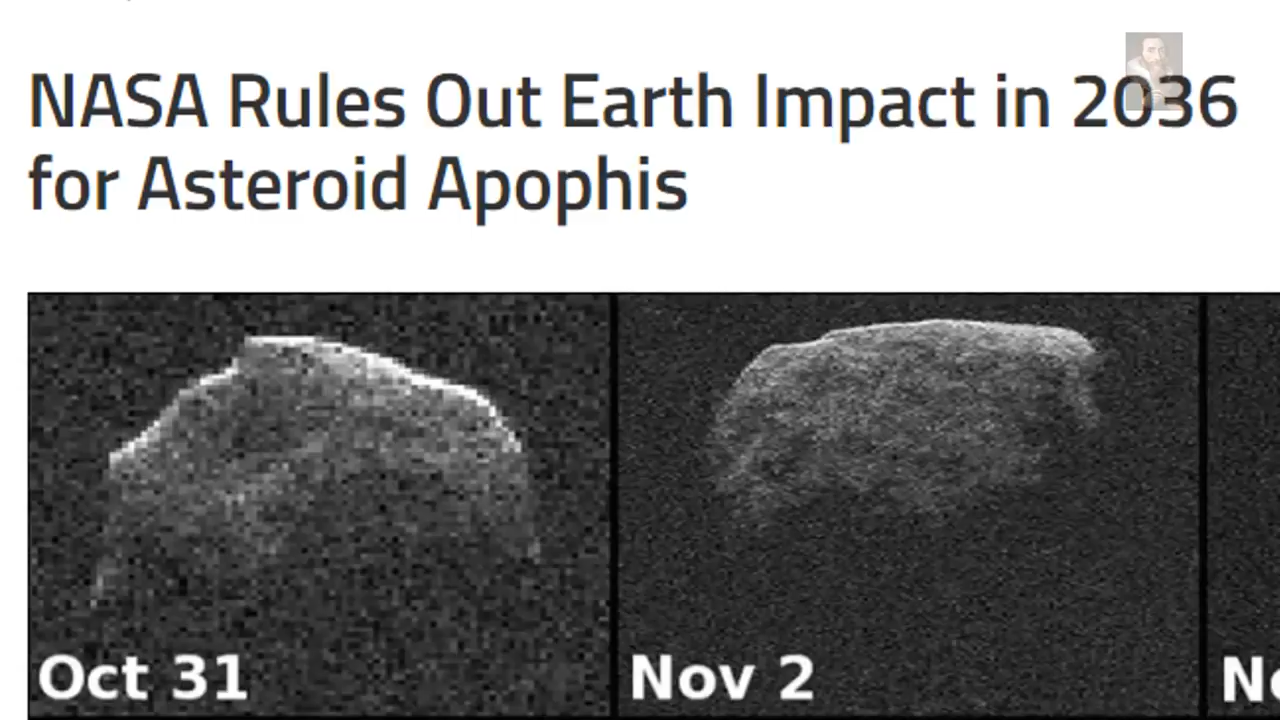 NASA Rules Out Earth Impact in 2036
for Asteroid Apophis
Oct 31
Nov 2